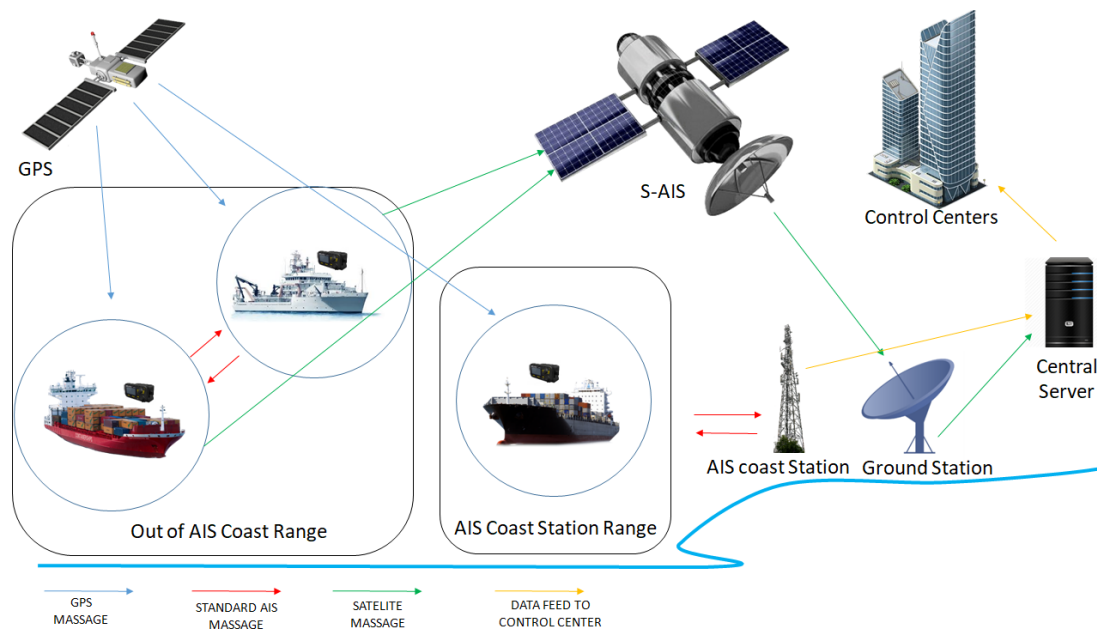 GPS
S-AIS
Control Centers
Central
Server
AIS coast Station
Ground Station
Out of AIS Coast Range
AIS Coast Station Range
GPS
MASSAGE
STANDARD AIS
MASSAGE
SATELITE
MASSAGE
DATA FEED TO
CONTROL CENTER